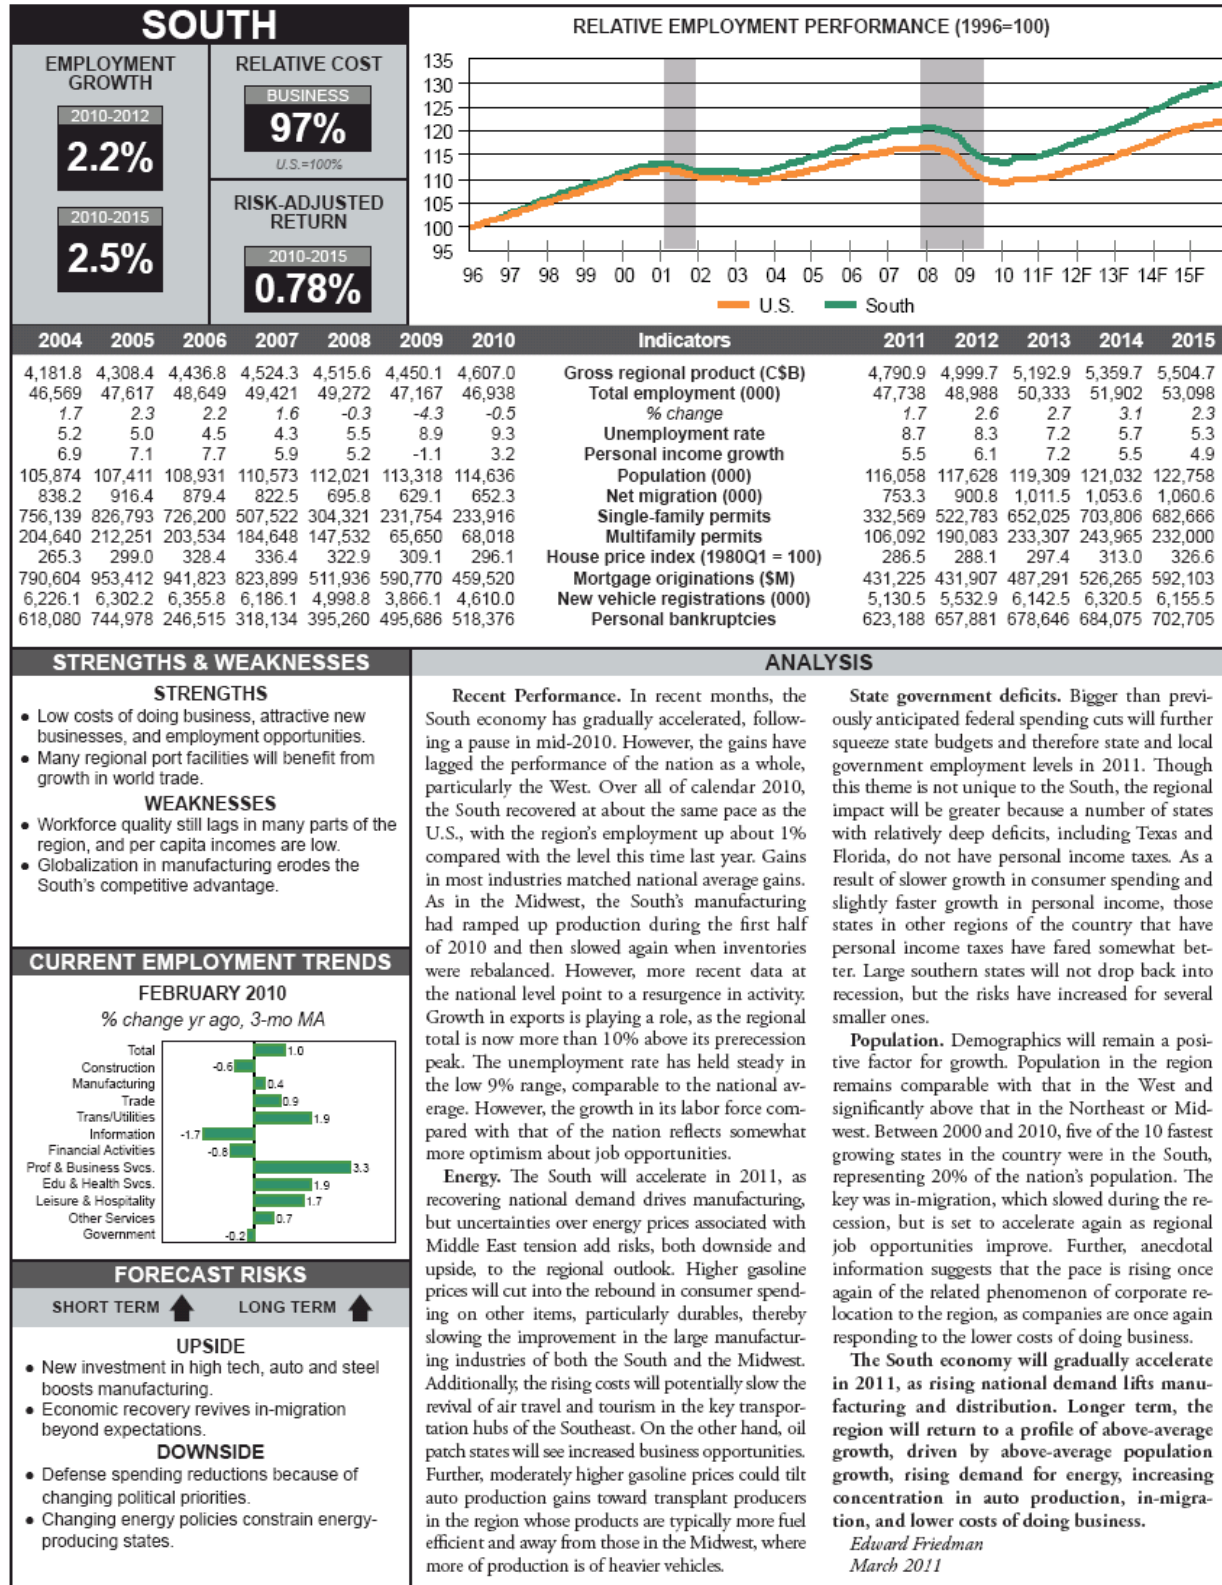 SOUTH
EMPLOYMENT
GROWTH
2010-2012
2.2%
2010-2015
2.5%
RELATIVE COST
BUSINESS
97%
U.S.=100%
RISK-ADJUSTED
RETURN
2010-2015
0.78%
RELATIVE EMPLOYMENT PERFORMANCE (1996=100)
135
130
125
120
115
110
105
100
95
96 97 98 99 00 01 02 03 04 05 06 07 08 09 10 11F 12F 13F 14F 15F
U.S. South
2004 2005 2006 2007 2008 2009 2010 Indicators 2011 2012 2013 2014 2015
4,181.8 4,308.4 4,436.8 4,524.3 4,515.6 4,450.1 4,607.0 Gross regional product (C$B) 4,790.9 4,999.7 5,192.9 5,359.7 5,504.7
46,569 47,617 48,649 49,421 49,272 47,167 46,938 Total employment (000) 47,738 48,988 50,333 51,902 53,098
1.7 2.3 2.2 1.6 -0.3 -4.3 -0.5 % change 1.7 2.6 2.7 3.1 2.3
5.2 5.0 4.5 4.3 5.5 8.9 9.3 Unemployment rate 8.7 8.3 7.2 5.7 5.3
6.9 7.1 7.7 5.9 5.2 -1.1 3.2 Personal income growth 5.5 6.1 7.2 5.5 4.9
105,874 107,411 108,931 110,573 112,021 113,318 114,636 Population (000) 116,058 117,628 119,309 121,032 122,758
838.2 916.4 879.4 822.5 695.8 629.1 652.3 Net migration (000) 753.3 900.8 1,011.5 1,053.6 1,060.6
756,139 826,793 726,200 507,522 304,321 231,754 233,916 Single-family permits 332,569 522,783 652,025 703,806 682,666
204,640 212,251 203,534 184,648 147,532 65,650 68,018 Multifamily permits 106,092 190,083 233,307 243,965 232,000
265.3 299.0 328.4 336.4 322.9 309.1 296.1 House price index (1980Q1 = 100) 286.5 288.1 297.4 313.0 326.6
790,604 953,412 941,823 823,899 511,936 590,770 459,520 Mortgage originations ($M) 431,225 431,907 487,291 526,265 592,103
6,226.1 6,302.2 6,355.8 6,186.1 4,998.8 3,866.1 4,610.0 New vehicle registrations (000) 5,130.5 5,532.9 6,142.5 6,320.5 6,155.5
618,080 744,978 246,515 318,134 395,260 495,686 518,376 Personal bankruptcies 623,188 657,881 678,646 684,075 702,705
STRENGTHS & WEAKNESSES
STRENGTHS
• Low costs of doing business, attractive new
businesses, and employment opportunities.
• Many regional port facilities will benefit from
growth in world trade.
WEAKNESSES
• Workforce quality still lags in many parts of the
region, and per capita incomes are low.
• Globalization in manufacturing erodes the
South's competitive advantage.
CURRENT EMPLOYMENT TRENDS
FEBRUARY 2010
% change yr ago, 3-mo MA
Total 1.0
Construction -0.6
Manufacturing 0.4
Trade 0.9
Trans/Utilities 1.9
Information -1.7
Financial Activities -0.8
Prof & Business Svcs. 3.3
Edu & Health Svcs. 1.9
Leisure & Hospitality 1.7
Other Services 0.7
Government -0.2
FORECAST RISKS
SHORT TERM LONG TERM
UPSIDE
• New investment in high tech, auto and steel
boosts manufacturing.
• Economic recovery revives in-migration
beyond expectations.
DOWNSIDE
• Defense spending reductions because of
changing political priorities.
• Changing energy policies constrain energy-
producing states.
ANALYSIS
Recent Performance. In recent months, the
South economy has gradually accelerated, follow-
ing a pause in mid-2010. However, the gains have
lagged the performance of the nation as a whole,
particularly the West. Over all of calendar 2010,
the South recovered at about the same pace as the
U.S., with the region's employment up about 1%
compared with the level this time last year. Gains
in most industries matched national average gains.
As in the Midwest, the South's manufacturing
had ramped up production during the first half
of 2010 and then slowed again when inventories
were rebalanced. However, more recent data at
the national level point to a resurgence in activity.
Growth in exports is playing a role, as the regional
total is now more than 10% above its prerecession
peak. The unemployment rate has held steady in
the low 9% range, comparable to the national av-
erage. However, the growth in its labor force com-
pared with that of the nation reflects somewhat
more optimism about job opportunities.
Energy. The South will accelerate in 2011, as
recovering national demand drives manufacturing,
but uncertainties over energy prices associated with
Middle East tension add risks, both downside and
upside, to the regional outlook. Higher gasoline
prices will cut into the rebound in consumer spend-
ing on other items, particularly durables, thereby
slowing the improvement in the large manufactur-
ing industries of both the South and the Midwest.
Additionally, the rising costs will potentially slow the
revival of air travel and tourism in the key transpor-
tation hubs of the Southeast. On the other hand, oil
patch states will see increased business opportunities.
Further, moderately higher gasoline prices could tilt
auto production gains toward transplant producers
in the region whose products are typically more fuel
efficient and away from those in the Midwest, where
more of production is of heavier vehicles.
State government deficits. Bigger than previ-
ously anticipated federal spending cuts will further
squeeze state budgets and therefore state and local
government employment levels in 2011. Though
this theme is not unique to the South, the regional
impact will be greater because a number of states
with relatively deep deficits, including Texas and
Florida, do not have personal income taxes. As a
result of slower growth in consumer spending and
slightly faster growth in personal income, those
states in other regions of the country that have
personal income taxes have fared somewhat bet-
ter. Large southern states will not drop back into
recession, but the risks have increased for several
smaller ones.
Population. Demographics will remain a posi-
tive factor for growth. Population in the region
remains comparable with that in the West and
significantly above that in the Northeast or Mid-
west. Between 2000 and 2010, five of the 10 fastest
growing states in the country were in the South,
representing 20% of the nation's population. The
key was in-migration, which slowed during the re-
cession, but is set to accelerate again as regional
job opportunities improve. Further, anecdotal
information suggests that the pace is rising once
again of the related phenomenon of corporate re-
location to the region, as companies are once again
responding to the lower costs of doing business.
The South economy will gradually accelerate
in 2011, as rising national demand lifts manu-
facturing and distribution. Longer term, the
region will return to a profile of above-average
growth, driven by above-average population
growth, rising demand for energy, increasing
concentration in auto production, in-migra-
tion, and lower costs of doing business.
Edward Friedman
March 2011